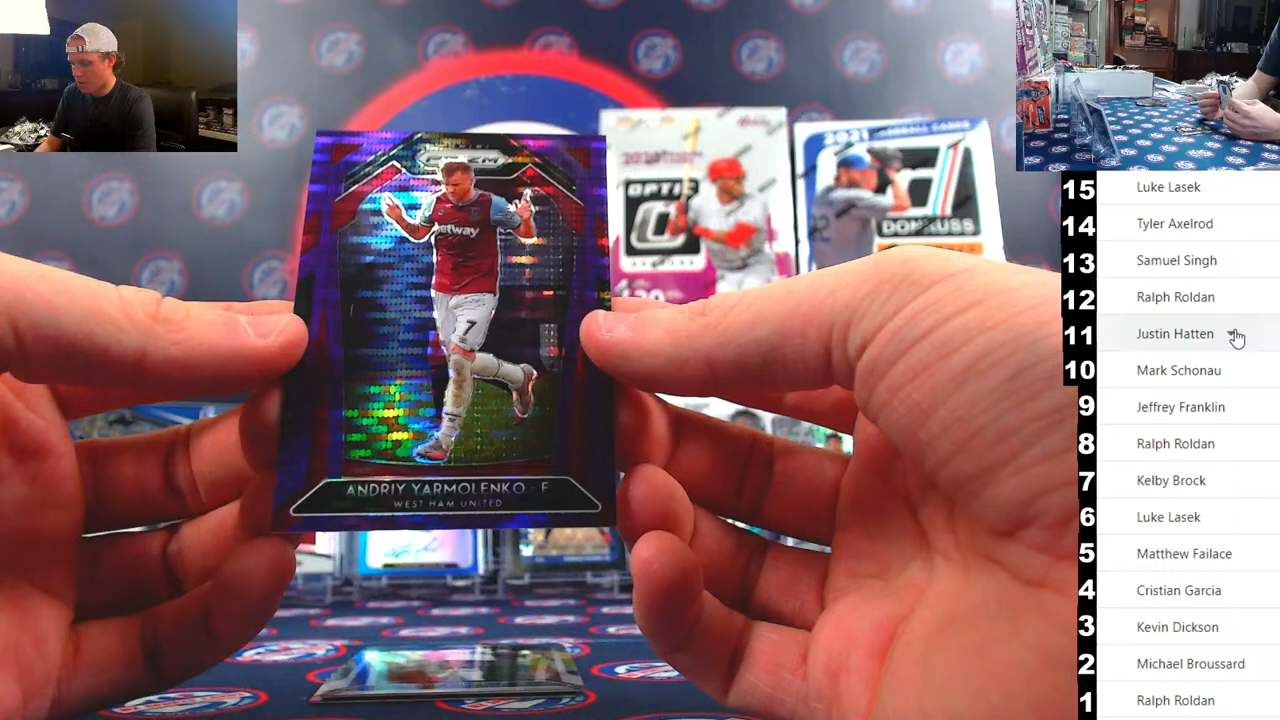 PRIZM
betway
7
ANDRIY YARMOLENKO - F
WEST HAM UNITED
OPTIC
2021
DONRUSS
15 Luke Lasek
14 Tyler Axelrod
13 Samuel Singh
12 Ralph Roldan
11 Justin Hatten
10 Mark Schonau
9 Jeffrey Franklin
8 Ralph Roldan
7 Kelby Brock
6 Luke Lasek
5 Matthew Failace
4 Cristian Garcia
3 Kevin Dickson
2 Michael Broussard
1 Ralph Roldan